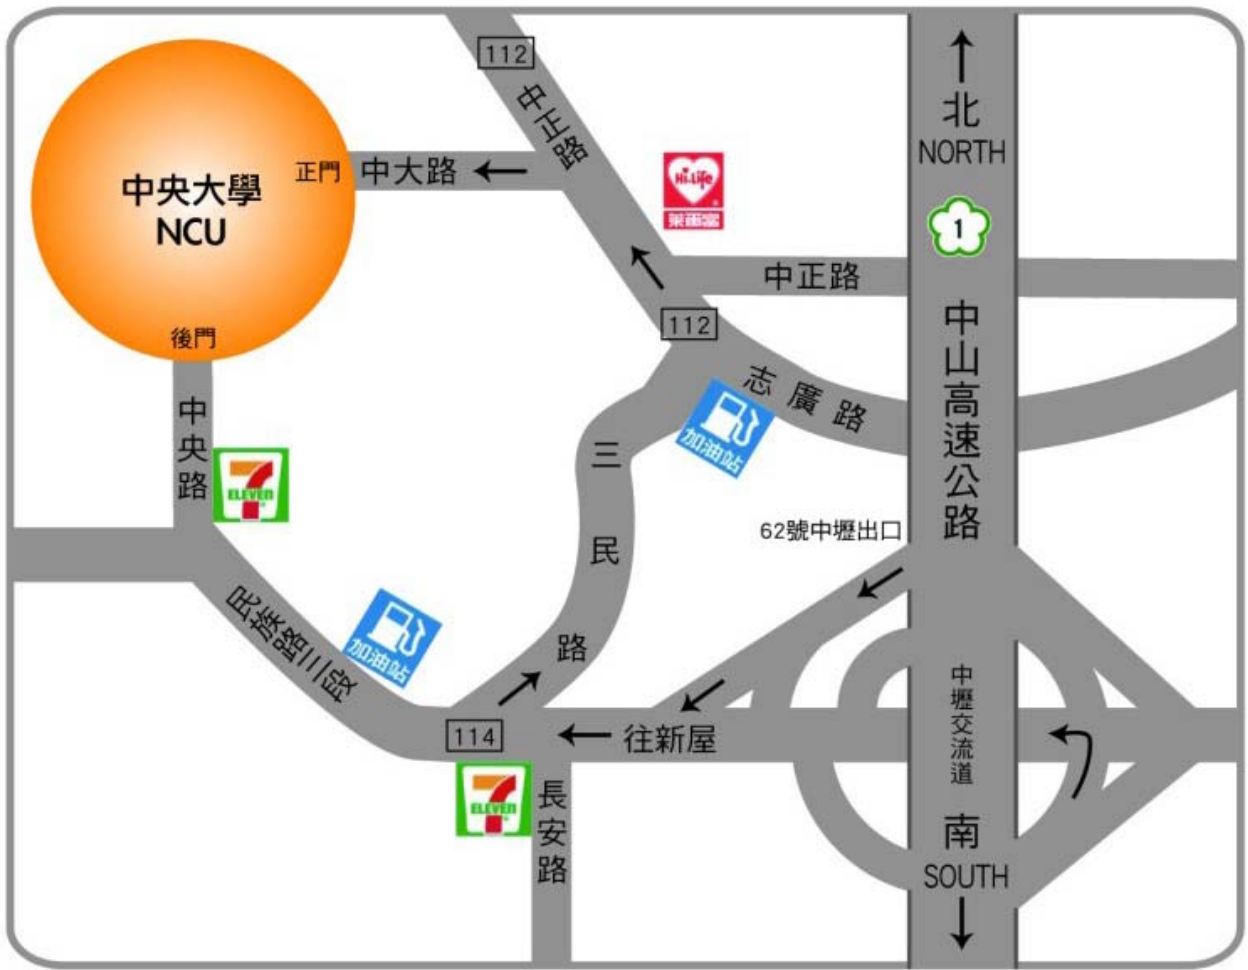 112
中正路
北
NORTH
1
中山高速公路
正門
中大路
中央大學
NCU
Hi-Life
萊爾富
中正路
112
後門
志廣路
加油站
中央路
7
ELEVEN
三民路
62號中壢出口
民族路三段
加油站
中壢交流道
114
往新屋
7
ELEVEN
長安路
南
SOUTH